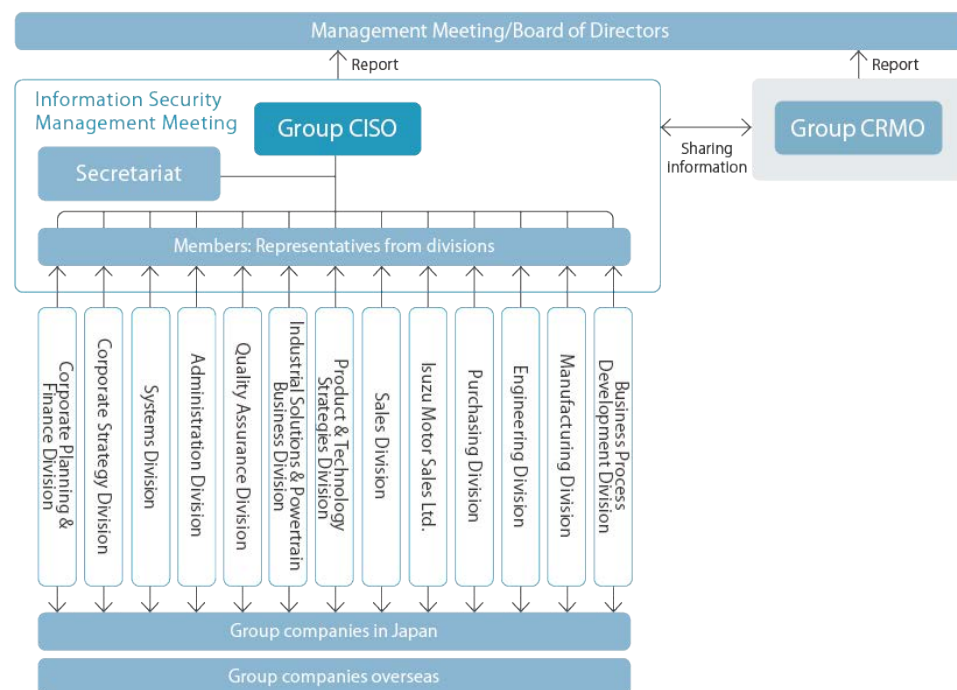 Management Meeting/Board of Directors
Report
Report
Information Security
Management Meeting
Group CISO
Group CRMO
Sharing
information
Secretariat
Members: Representatives from divisions
Corporate Planning &
Finance Division
Corporate Strategy Division
Systems Division
Administration Division
Quality Assurance Division
Industrial Solutions & Powertrain
Business Division
Product & Technology
Strategies Division
Sales Division
Isuzu Motor Sales Ltd.
Purchasing Division
Engineering Division
Manufacturing Division
Business Process
Development Division
Group companies in Japan
Group companies overseas